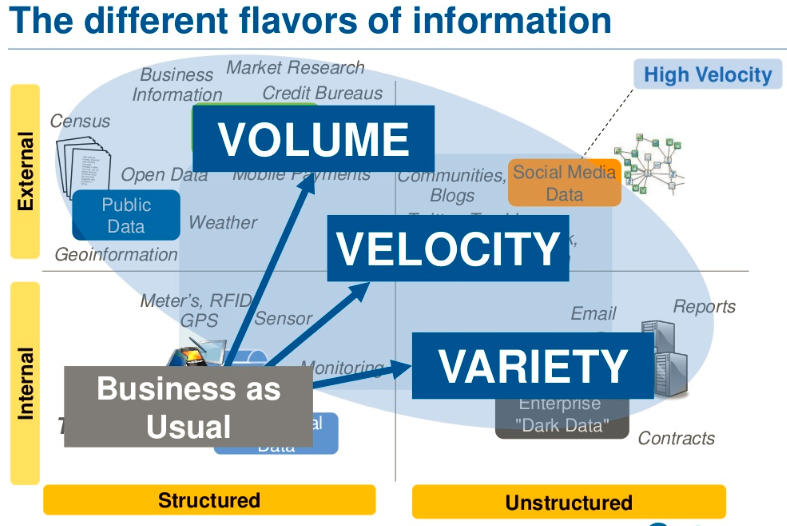 The different flavors of information
High Velocity
Business
Information
Market Research
Credit Bureaus
Census
VOLUME
Open Data
Mobile Payments
Communities,
Blogs
Social Media
Data
Public
Data
Weather
VELOCITY
Geoinformation
External
Meter's, RFID
GPS
Sensor
Email
Reports
Monitoring
VARIETY
Business as
Usual
Data
Enterprise
"Dark Data"
Contracts
Internal
Structured
Unstructured